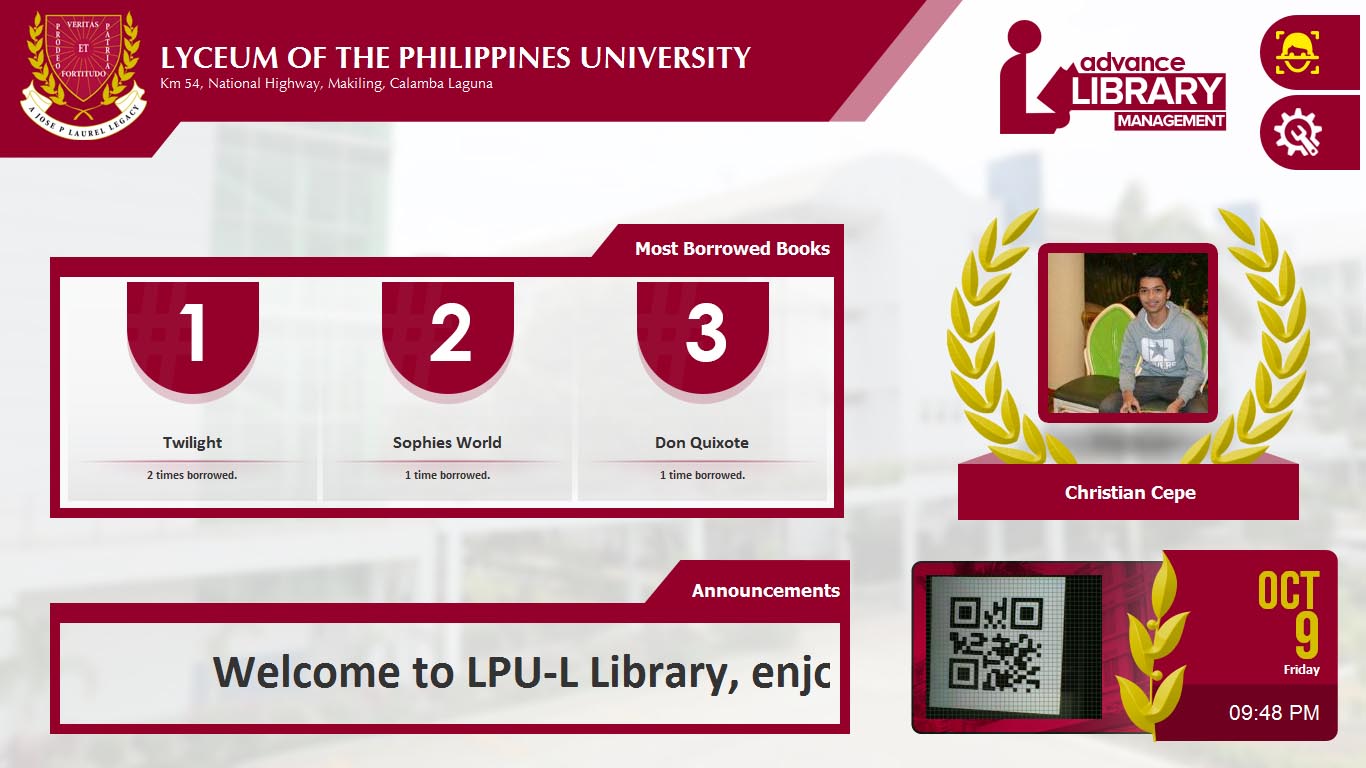 VERITAS
PRO DEO
ET
PATRIA
FORTITUDO
A JOSE P LAUREL LEGACY
LYCEUM OF THE PHILIPPINES UNIVERSITY
Km 54, National Highway, Makiling, Calamba Laguna
advance
LIBRARY
MANAGEMENT
Most Borrowed Books
#1
#2
#3
Twilight
Sophies World
Don Quixote
2 times borrowed.
1 time borrowed.
1 time borrowed.
Christian Cepe
Announcements
Welcome to LPU-L Library, enjo
OCT
9
Friday
09:48 PM